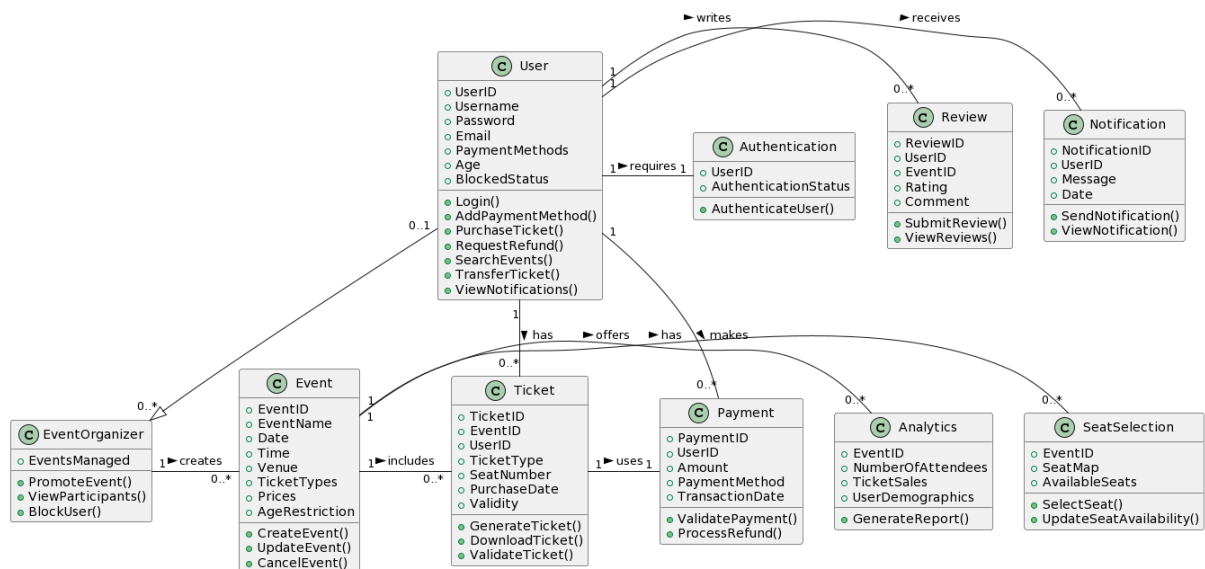 writes
receives
C User
UserID
Username
Password
Email
PaymentMethods
Age
BlockedStatus
Login()
AddPaymentMethod()
PurchaseTicket()
RequestRefund()
SearchEvents()
TransferTicket()
ViewNotifications()
1
1
0..*
0..*
C Review
ReviewID
UserID
EventID
Rating
Comment
SubmitReview()
ViewReviews()
C Notification
NotificationID
UserID
Message
Date
SendNotification()
ViewNotification()
1 requires 1
C Authentication
UserID
AuthenticationStatus
AuthenticateUser()
0..1
1
1
has
offers
has
makes
0..*
0..*
0..*
0..*
0..*
1
1
C EventOrganizer
EventsManaged
PromoteEvent()
ViewParticipants()
BlockUser()
1 creates
0..*
C Event
EventID
EventName
Date
Time
Venue
TicketTypes
Prices
AgeRestriction
CreateEvent()
UpdateEvent()
CancelEvent()
1 includes
0..*
C Ticket
TicketID
EventID
UserID
TicketType
SeatNumber
PurchaseDate
Validity
GenerateTicket()
DownloadTicket()
ValidateTicket()
1 uses 1
C Payment
PaymentID
UserID
Amount
PaymentMethod
TransactionDate
ValidatePayment()
ProcessRefund()
C Analytics
EventID
NumberOfAttendees
TicketSales
UserDemographics
GenerateReport()
C SeatSelection
EventID
SeatMap
AvailableSeats
SelectSeat()
UpdateSeatAvailability()